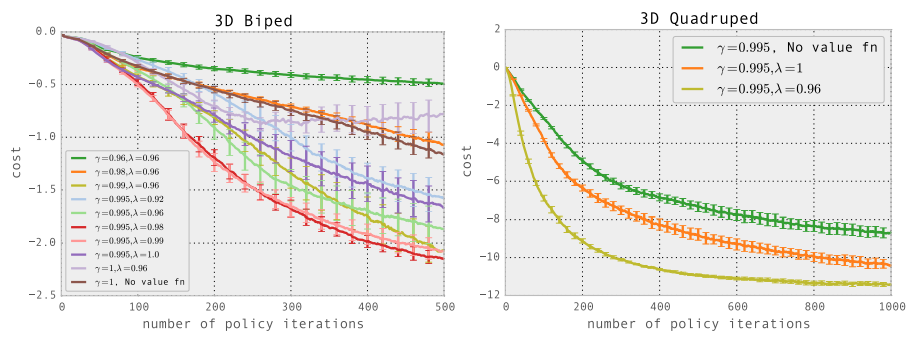 3D Biped
0.0
−0.5
−1.0
−1.5
−2.0
−2.5
cost
γ=0.96,λ=0.96
γ=0.98,λ=0.96
γ=0.99,λ=0.96
γ=0.995,λ=0.92
γ=0.995,λ=0.96
γ=0.995,λ=0.98
γ=0.995,λ=0.99
γ=0.995,λ=1.0
γ=1,λ=0.96
γ=1, No value fn
0 100 200 300 400 500
number of policy iterations
3D Quadruped
2
0
−2
−4
−6
−8
−10
−12
cost
γ=0.995, No value fn
γ=0.995,λ=1
γ=0.995,λ=0.96
0 200 400 600 800 1000
number of policy iterations